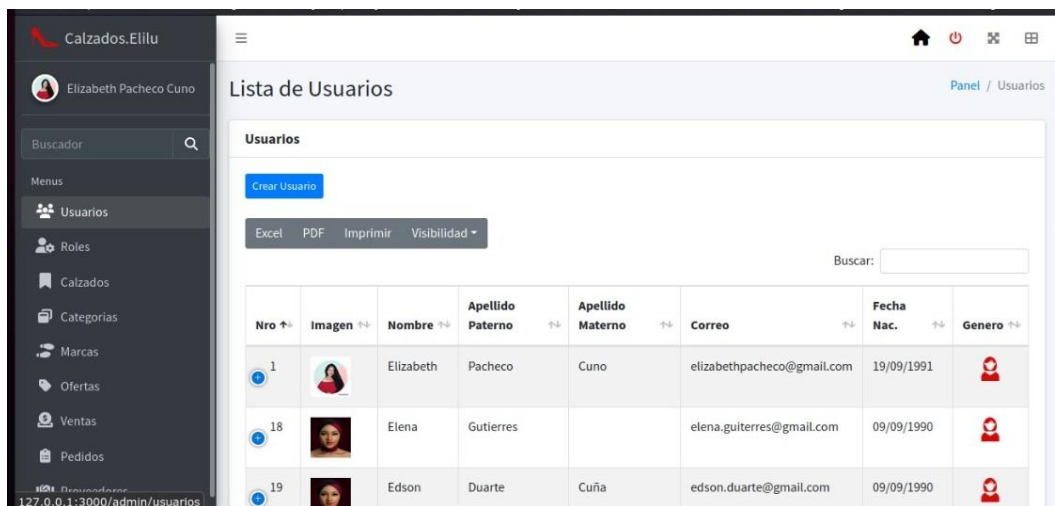 Calzados.Elilu
Elizabeth Pacheco Cuno
Buscador
Menus
Usuarios
Roles
Calzados
Categorias
Marcas
Ofertas
Ventas
Pedidos
Proveedores
127.0.0.1:3000/admin/usuarios
Lista de Usuarios
Panel / Usuarios
Usuarios
Crear Usuario
Excel PDF Imprimir Visibilidad
Buscar:
Nro Imagen Nombre Apellido Paterno Apellido Materno Correo Fecha Nac. Genero
1 Elizabeth Pacheco Cuno elizabethpacheco@gmail.com 19/09/1991
18 Elena Gutierres elena.guiterres@gmail.com 09/09/1990
19 Edson Duarte Cuña edson.duarte@gmail.com 09/09/1990